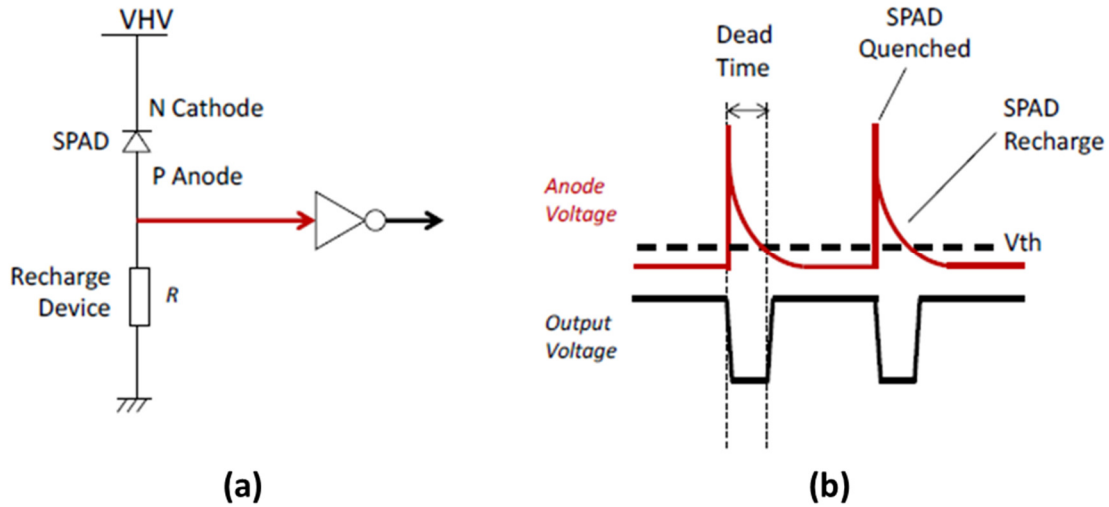 VHV
N Cathode
SPAD
P Anode
Recharge
Device
R
(a)
Dead
Time
SPAD
Quenched
SPAD
Recharge
Anode
Voltage
Vth
Output
Voltage
(b)